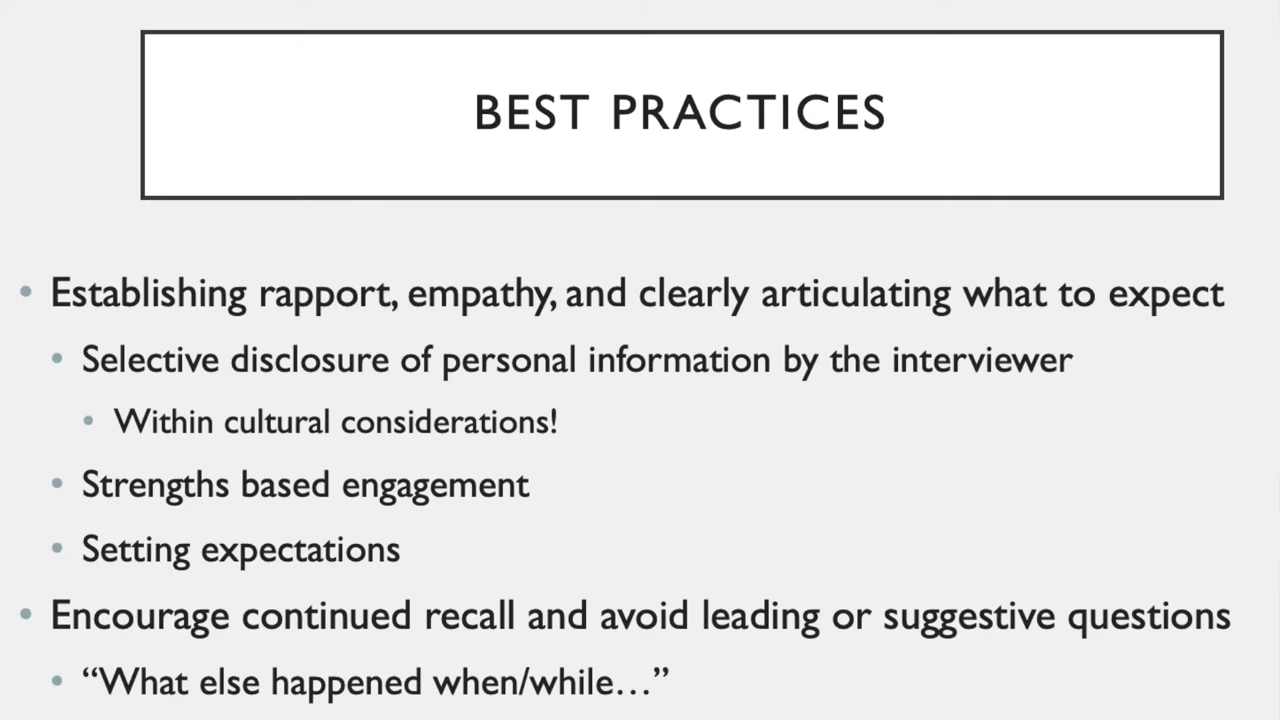 BEST PRACTICES
• Establishing rapport, empathy, and clearly articulating what to expect
• Selective disclosure of personal information by the interviewer
• Within cultural considerations!
• Strengths based engagement
• Setting expectations
• Encourage continued recall and avoid leading or suggestive questions
• “What else happened when/while…”